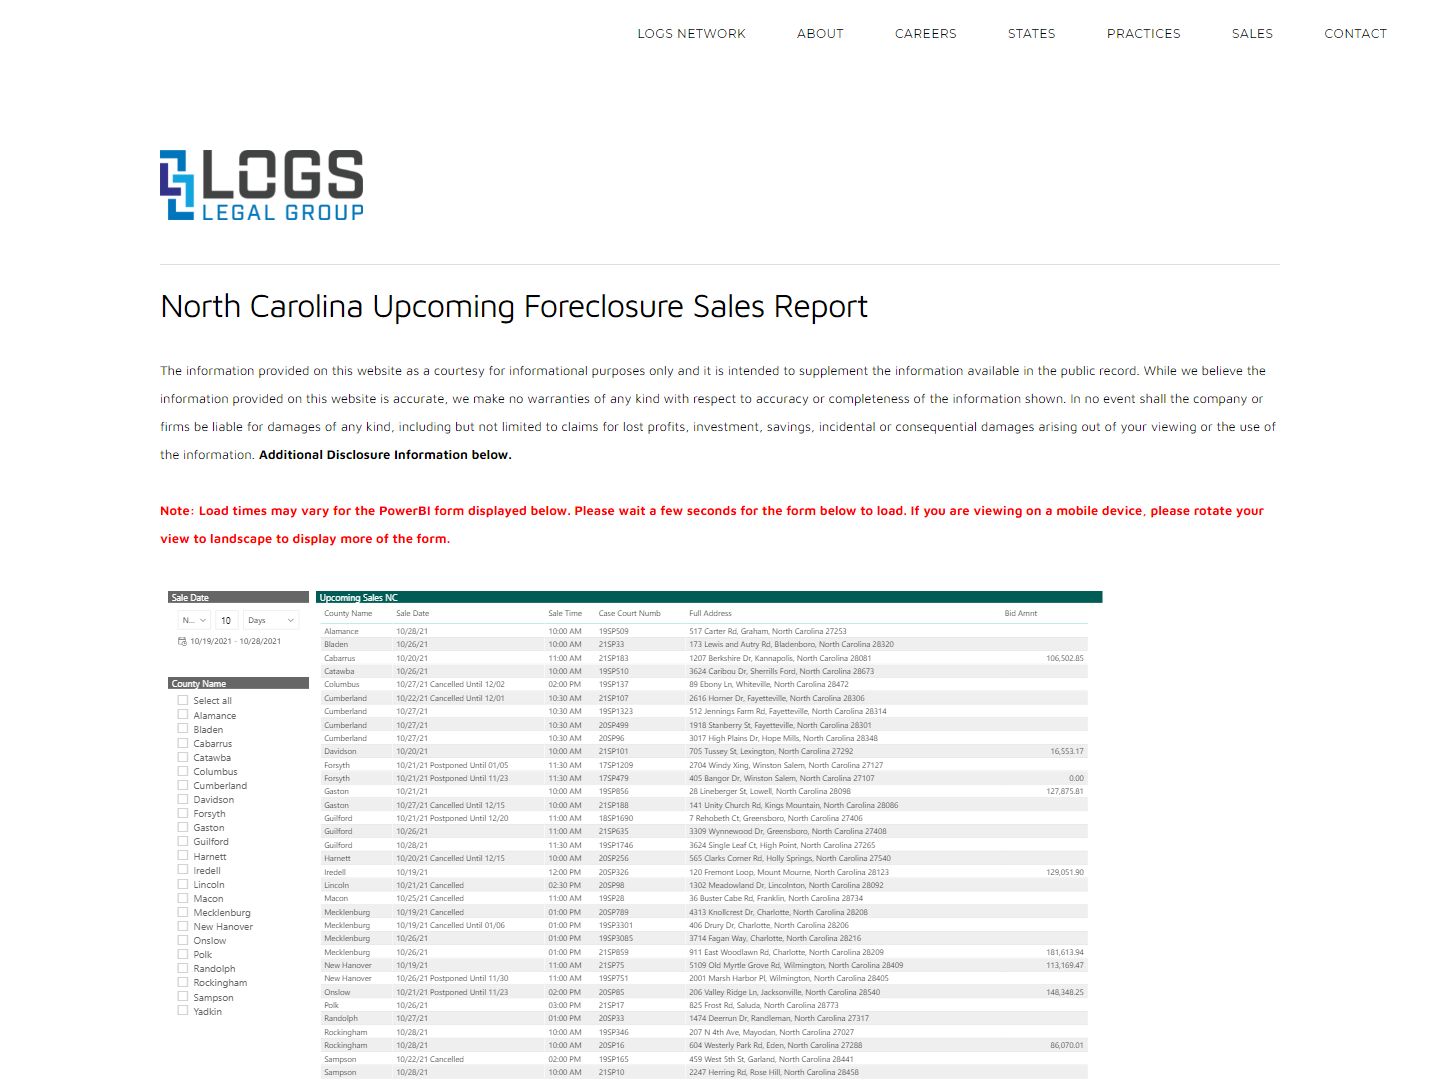 LOGS NETWORK ABOUT CAREERS STATES PRACTICES SALES CONTACT
LOGS
LEGAL GROUP
North Carolina Upcoming Foreclosure Sales Report
The information provided on this website as a courtesy for informational purposes only and it is intended to supplement the information available in the public record. While we believe the
information provided on this website is accurate, we make no warranties of any kind with respect to accuracy or completeness of the information shown. In no event shall the company or
firms be liable for damages of any kind, including but not limited to claims for lost profits, investment, savings, incidental or consequential damages arising out of your viewing or the use of
the information. Additional Disclosure Information below.
Note: Load times may vary for the PowerBI form displayed below. Please wait a few seconds for the form below to load. If you are viewing on a mobile device, please rotate your
view to landscape to display more of the form.
Sale Date
N... 10 Days
10/19/2021 - 10/28/2021
County Name
Select all
Alamance
Bladen
Cabarrus
Catawba
Columbus
Cumberland
Davidson
Forsyth
Gaston
Guilford
Harnett
Iredell
Lincoln
Macon
Mecklenburg
New Hanover
Onslow
Polk
Randolph
Rockingham
Sampson
Yadkin
Upcoming Sales NC
County Name Sale Date Sale Time Case Court Numb Full Address Bid Amnt
Alamance 10/28/21 10:00 AM 19SP509 517 Carter Rd, Graham, North Carolina 27253
Bladen 10/26/21 10:00 AM 21SP33 173 Lewis and Autry Rd, Bladenboro, North Carolina 28320
Cabarrus 10/20/21 11:00 AM 21SP183 1207 Berkshire Dr, Kannapolis, North Carolina 28081 106,502.85
Catawba 10/26/21 10:00 AM 19SP510 3624 Caribou Dr, Sherrills Ford, North Carolina 28673
Columbus 10/27/21 Cancelled Until 12/02 02:00 PM 19SP137 89 Ebony Ln, Whiteville, North Carolina 28472
Cumberland 10/22/21 Cancelled Until 12/01 10:30 AM 21SP107 2616 Homer Dr, Fayetteville, North Carolina 28306
Cumberland 10/27/21 10:30 AM 19SP1323 512 Jennings Farm Rd, Fayetteville, North Carolina 28314
Cumberland 10/27/21 10:30 AM 20SP499 1918 Stanberry St, Fayetteville, North Carolina 28301
Cumberland 10/27/21 10:30 AM 20SP96 3017 High Plains Dr, Hope Mills, North Carolina 28348
Davidson 10/20/21 10:00 AM 21SP101 705 Tussey St, Lexington, North Carolina 27292 16,553.17
Forsyth 10/21/21 Postponed Until 01/05 11:30 AM 17SP1209 2704 Windy Xing, Winston Salem, North Carolina 27127
Forsyth 10/21/21 Postponed Until 11/23 11:30 AM 17SP479 405 Bangor Dr, Winston Salem, North Carolina 27107 0.00
Gaston 10/21/21 10:00 AM 19SP856 28 Lineberger St, Lowell, North Carolina 28098 127,875.81
Gaston 10/27/21 Cancelled Until 12/15 10:00 AM 21SP188 141 Unity Church Rd, Kings Mountain, North Carolina 28086
Guilford 10/21/21 Postponed Until 12/20 11:00 AM 18SP1690 7 Rehobeth Ct, Greensboro, North Carolina 27406
Guilford 10/26/21 11:00 AM 21SP635 3309 Wynnewood Dr, Greensboro, North Carolina 27408
Guilford 10/28/21 11:30 AM 19SP1746 3624 Single Leaf Ct, High Point, North Carolina 27265
Harnett 10/20/21 Cancelled Until 12/15 10:00 AM 20SP256 565 Clarks Corner Rd, Holly Springs, North Carolina 27540
Iredell 10/19/21 12:00 PM 20SP326 120 Fremont Loop, Mount Mourne, North Carolina 28123 129,051.90
Lincoln 10/21/21 Cancelled 02:30 PM 20SP98 1302 Meadowland Dr, Lincolnton, North Carolina 28092
Macon 10/25/21 Cancelled 11:00 AM 19SP28 36 Buster Cabe Rd, Franklin, North Carolina 28734
Mecklenburg 10/19/21 Cancelled 01:00 PM 20SP789 4313 Knollcrest Dr, Charlotte, North Carolina 28208
Mecklenburg 10/19/21 Cancelled Until 01/06 01:00 PM 19SP3301 406 Drury Dr, Charlotte, North Carolina 28206
Mecklenburg 10/26/21 01:00 PM 19SP3085 3714 Fagan Way, Charlotte, North Carolina 28216
Mecklenburg 10/26/21 01:00 PM 21SP859 911 East Woodlawn Rd, Charlotte, North Carolina 28209 181,613.94
New Hanover 10/19/21 11:00 AM 21SP75 5109 Old Myrtle Grove Rd, Wilmington, North Carolina 28409 113,169.47
New Hanover 10/26/21 Postponed Until 11/30 11:00 AM 19SP751 2001 Marsh Harbor Pl, Wilmington, North Carolina 28405
Onslow 10/21/21 Postponed Until 11/23 02:00 PM 20SP85 206 Valley Ridge Ln, Jacksonville, North Carolina 28540 148,348.25
Polk 10/26/21 03:00 PM 21SP17 825 Frost Rd, Saluda, North Carolina 28773
Randolph 10/27/21 01:00 PM 20SP33 1474 Deerrun Dr, Randleman, North Carolina 27317
Rockingham 10/28/21 10:00 AM 19SP346 207 N 4th Ave, Mayodan, North Carolina 27027
Rockingham 10/28/21 10:00 AM 20SP16 604 Westerly Park Rd, Eden, North Carolina 27288 86,070.01
Sampson 10/22/21 Cancelled 02:00 PM 19SP165 459 West 5th St, Garland, North Carolina 28441
Sampson 10/28/21 10:00 AM 21SP10 2247 Herring Rd, Rose Hill, North Carolina 28458